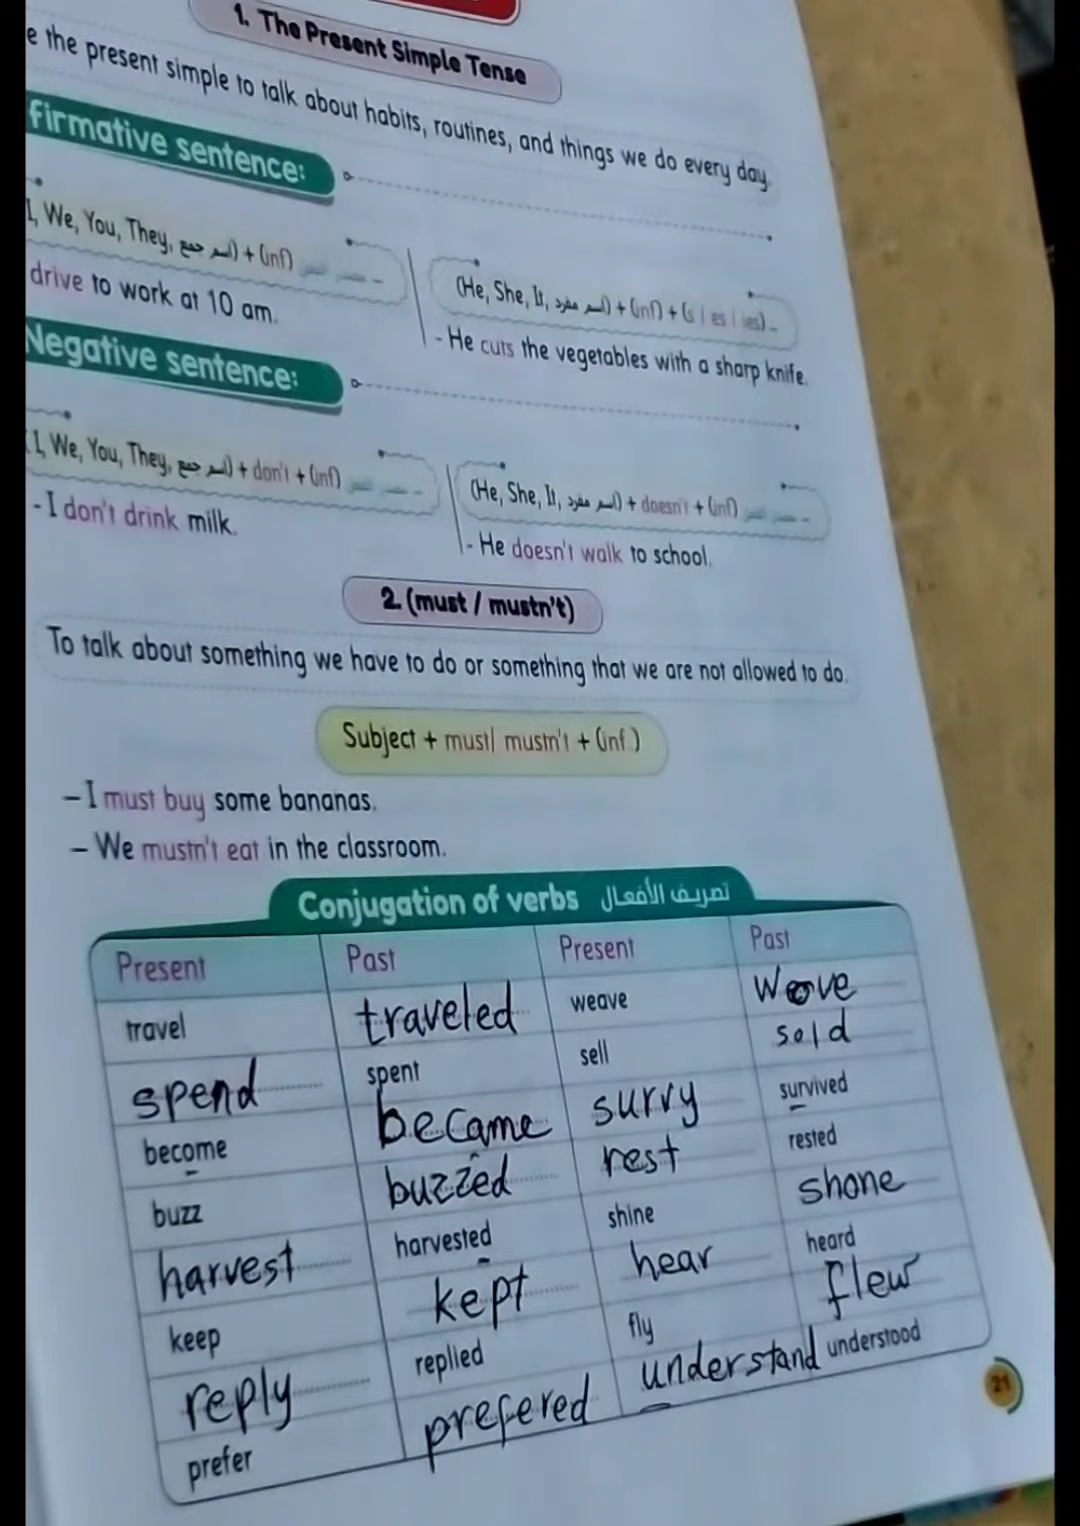 1. The Present Simple Tense
e the present simple to talk about habits, routines, and things we do every day.
firmative sentence:
I, We, You, They, (اسم جمع) + (inf)
(He, She, It, اسم مفرد) + (inf) + (s / es / ies) ..
drive to work at 10 am.
- He cuts the vegetables with a sharp knife.
Negative sentence:
(I, We, You, They, (اسم جمع) + don't + (inf)
(He, She, It, اسم مفرد) + doesn't + (inf)
- I don't drink milk.
- He doesn't walk to school.
2. (must / mustn't)
To talk about something we have to do or something that we are not allowed to do.
Subject + must/ mustn't + (inf.)
– I must buy some bananas.
– We mustn't eat in the classroom.
Conjugation of verbs تصريف الأفعال
Present Past Present Past
travel traveled weave wove
spend spent sell sold
become became surry survived
buzz buzzed rest rested
harvest harvested shine shone
keep kept hear heard
reply replied fly flew
prefer prefered understand understood
21